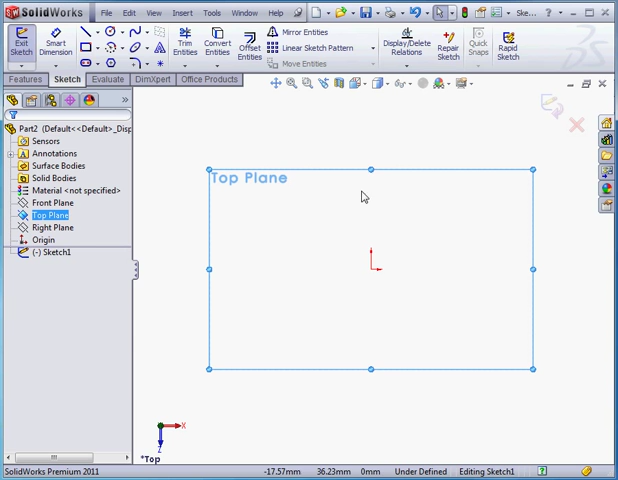 SolidWorks File Edit View Insert Tools Window Help Ske...
Exit Sketch
Smart Dimension
Trim Entities
Convert Entities
Offset Entities
Mirror Entities
Linear Sketch Pattern
Move Entities
Display/Delete Relations
Repair Sketch
Quick Snaps
Rapid Sketch
Features Sketch Evaluate DimXpert Office Products
Part2 (Default<<Default>_Disp
Sensors
Annotations
Surface Bodies
Solid Bodies
Material <not specified>
Front Plane
Top Plane
Right Plane
Origin
(-) Sketch1
Top Plane
X
Z
*Top
SolidWorks Premium 2011 -17.57mm 36.23mm 0mm Under Defined Editing Sketch1